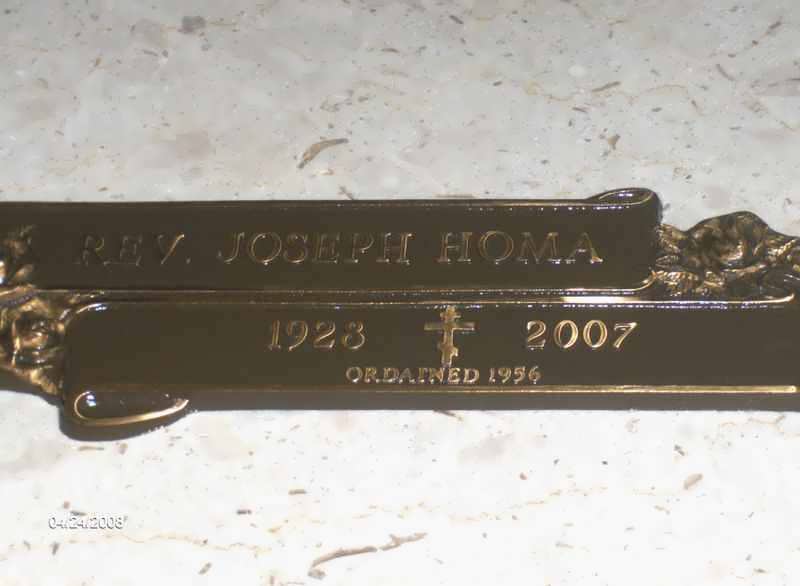 REV. JOSEPH HOMA
1928 2007
ORDAINED 1956
04/24/2008